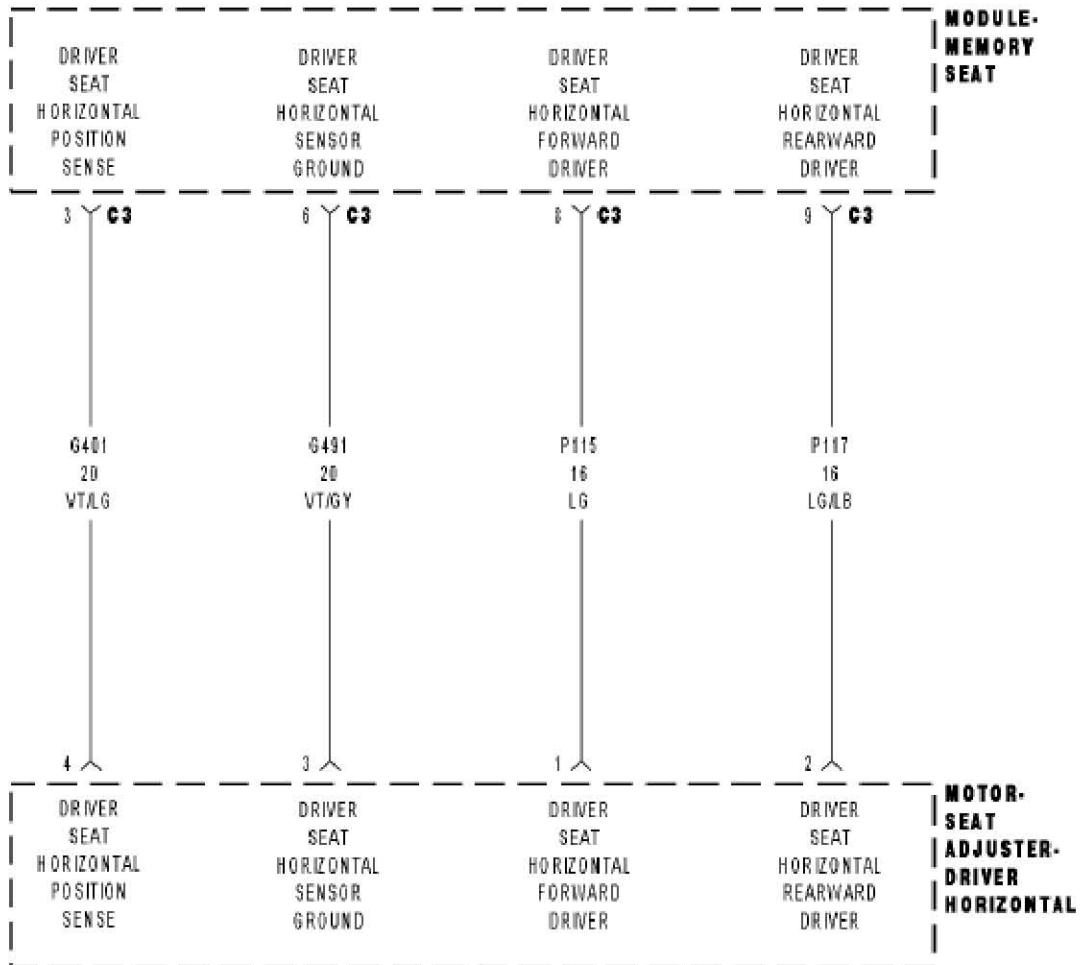 MODULE-
MEMORY
SEAT
DRIVER
SEAT
HORIZONTAL
POSITION
SENSE
DRIVER
SEAT
HORIZONTAL
SENSOR
GROUND
DRIVER
SEAT
HORIZONTAL
FORWARD
DRIVER
DRIVER
SEAT
HORIZONTAL
REARWARD
DRIVER
3 C3
6 C3
8 C3
9 C3
G401
20
VT/LG
G491
20
VT/GY
P115
16
LG
P117
16
LG/LB
4
3
1
2
DRIVER
SEAT
HORIZONTAL
POSITION
SENSE
DRIVER
SEAT
HORIZONTAL
SENSOR
GROUND
DRIVER
SEAT
HORIZONTAL
FORWARD
DRIVER
DRIVER
SEAT
HORIZONTAL
REARWARD
DRIVER
MOTOR-
SEAT
ADJUSTER-
DRIVER
HORIZONTAL